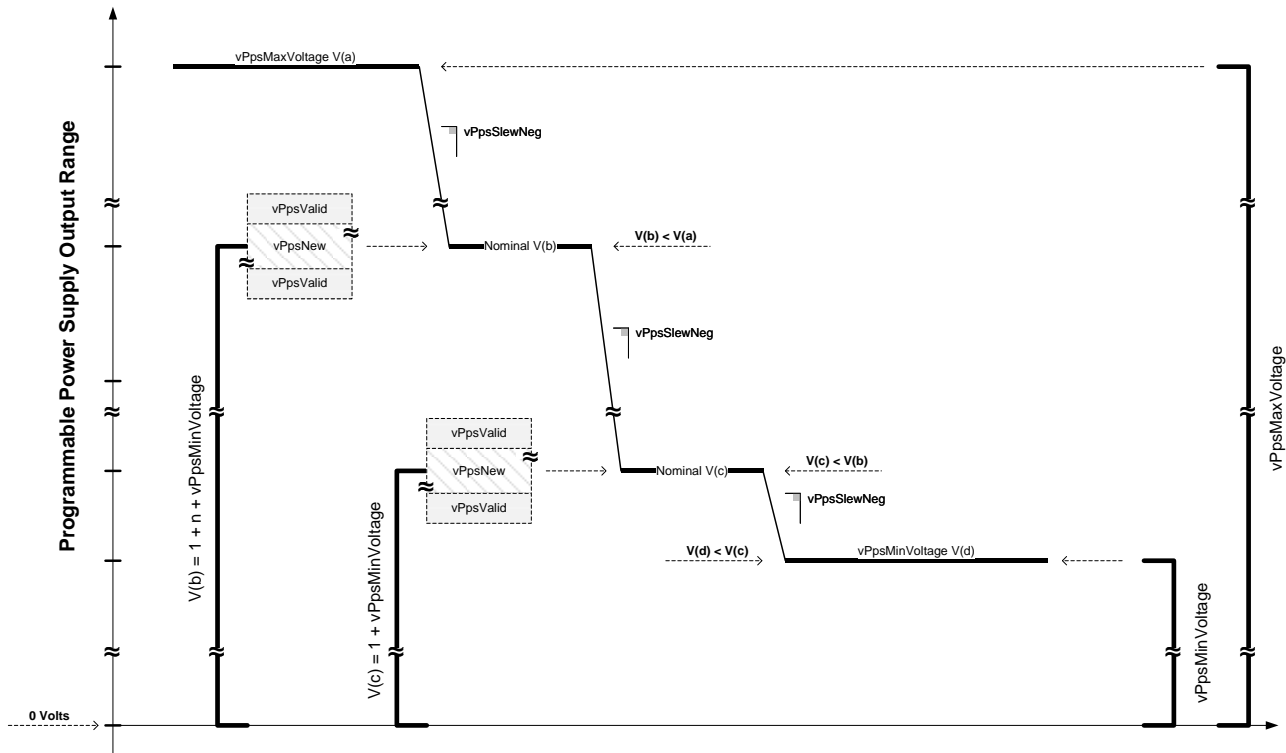 vPpsMaxVoltage V(a)
vPpsSlewNeg
Programmable Power Supply Output Range
vPpsValid
vPpsNew
vPpsValid
Nominal V(b)
V(b) < V(a)
vPpsSlewNeg
V(b) = 1 + n + vPpsMinVoltage
vPpsValid
vPpsNew
vPpsValid
Nominal V(c)
V(c) < V(b)
vPpsSlewNeg
V(c) = 1 + vPpsMinVoltage
V(d) < V(c)
vPpsMinVoltage V(d)
vPpsMinVoltage
vPpsMaxVoltage
0 Volts